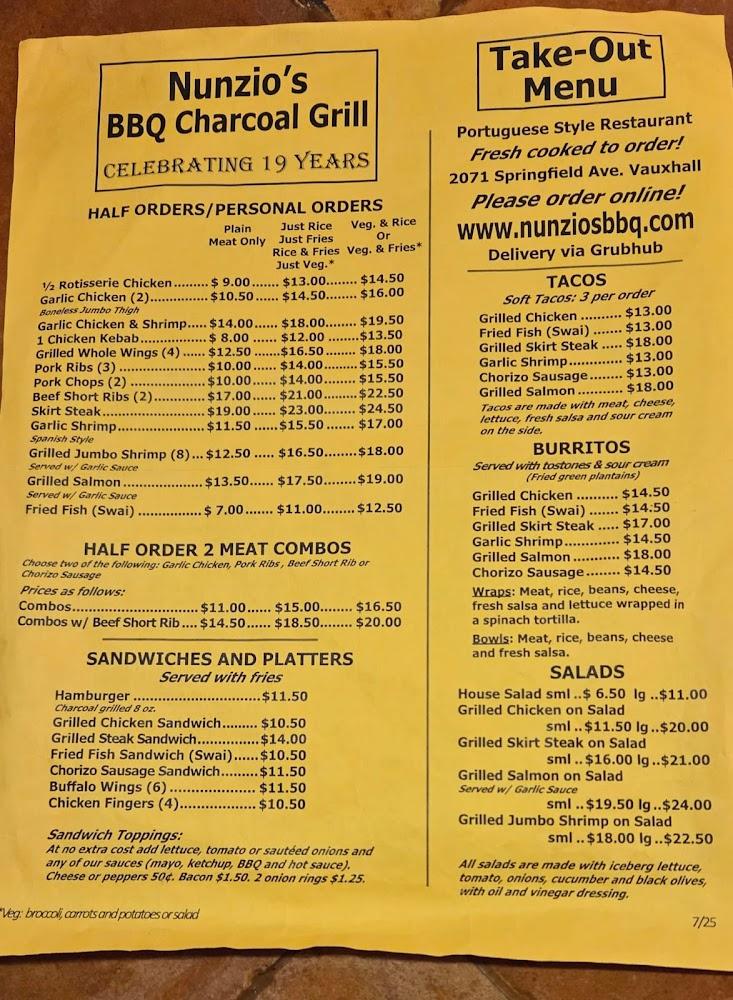 Nunzio's
BBQ Charcoal Grill
CELEBRATING 19 YEARS
HALF ORDERS/PERSONAL ORDERS
Plain
Meat Only
Just Rice
Just Fries
Rice & Fries
Just Veg.*
Veg. & Rice
Or
Veg. & Fries*
½ Rotisserie Chicken......... $ 9.00...... $13.00........ $14.50
Garlic Chicken (2)............... $10.50 ...... $14.50........ $16.00
Boneless Jumbo Thigh
Garlic Chicken & Shrimp..... $14.00...... $18.00........ $19.50
1 Chicken Kebab................ $ 8.00 ...... $12.00 ........$13.50
Grilled Whole Wings (4) ..... $12.50 .......$16.50 ........ $18.00
Pork Ribs (3) ..................... $10.00 ...... $14.00........ $15.50
Pork Chops (2) .................. $10.00 ...... $14.00 ....... $15.50
Beef Short Ribs (2)............. $17.00 ...... $21.00........ $22.50
Skirt Steak......................... $19.00 ...... $23.00........ $24.50
Garlic Shrimp..................... $11.50 ...... $15.50 ....... $17.00
Spanish Style
Grilled Jumbo Shrimp (8)... $12.50 ..... $16.50........$18.00
Served w/ Garlic Sauce
Grilled Salmon ................... $13.50..... $17.50........$19.00
Served w/ Garlic Sauce
Fried Fish (Swai) ................ $ 7.00....... $11.00........ $12.50
HALF ORDER 2 MEAT COMBOS
Choose two of the following: Garlic Chicken, Pork Ribs , Beef Short Rib or
Chorizo Sausage
Prices as follows:
Combos............................ $11.00...... $15.00........ $16.50
Combos w/ Beef Short Rib.... $14.50...... $18.50........ $20.00
SANDWICHES AND PLATTERS
Served with fries
Hamburger ............................$11.50
Charcoal grilled 8 oz.
Grilled Chicken Sandwich......... $10.50
Grilled Steak Sandwich.............. $14.00
Fried Fish Sandwich (Swai)......$10.50
Chorizo Sausage Sandwich.........$11.50
Buffalo Wings (6) .................... $11.50
Chicken Fingers (4)................. $10.50
Sandwich Toppings:
At no extra cost add lettuce, tomato or sautéed onions and
any of our sauces (mayo, ketchup, BBQ and hot sauce).
Cheese or peppers 50¢. Bacon $1.50. 2 onion rings $1.25.
*Veg: broccoli, carrots and potatoes or salad
Take-Out
Menu
Portuguese Style Restaurant
Fresh cooked to order!
2071 Springfield Ave. Vauxhall
Please order online!
www.nunziosbbq.com
Delivery via Grubhub
TACOS
Soft Tacos: 3 per order
Grilled Chicken .......... $13.00
Fried Fish (Swai) ....... $13.00
Grilled Skirt Steak ..... $18.00
Garlic Shrimp............. $13.00
Chorizo Sausage........ $13.00
Grilled Salmon........... $18.00
Tacos are made with meat, cheese,
lettuce, fresh salsa and sour cream
on the side.
BURRITOS
Served with tostones & sour cream
(Fried green plantains)
Grilled Chicken .......... $14.50
Fried Fish (Swai) ....... $14.50
Grilled Skirt Steak ..... $17.00
Garlic Shrimp............. $14.50
Grilled Salmon........... $18.00
Chorizo Sausage........ $14.50
Wraps: Meat, rice, beans, cheese,
fresh salsa and lettuce wrapped in
a spinach tortilla.
Bowls: Meat, rice, beans, cheese
and fresh salsa.
SALADS
House Salad sml ..$ 6.50 lg ..$11.00
Grilled Chicken on Salad
sml ..$11.50 lg ..$20.00
Grilled Skirt Steak on Salad
sml ..$16.00 lg ..$21.00
Grilled Salmon on Salad
Served w/ Garlic Sauce
sml ..$19.50 lg ..$24.00
Grilled Jumbo Shrimp on Salad
sml ..$18.00 lg ..$22.50
All salads are made with iceberg lettuce,
tomato, onions, cucumber and black olives,
with oil and vinegar dressing.
7/25